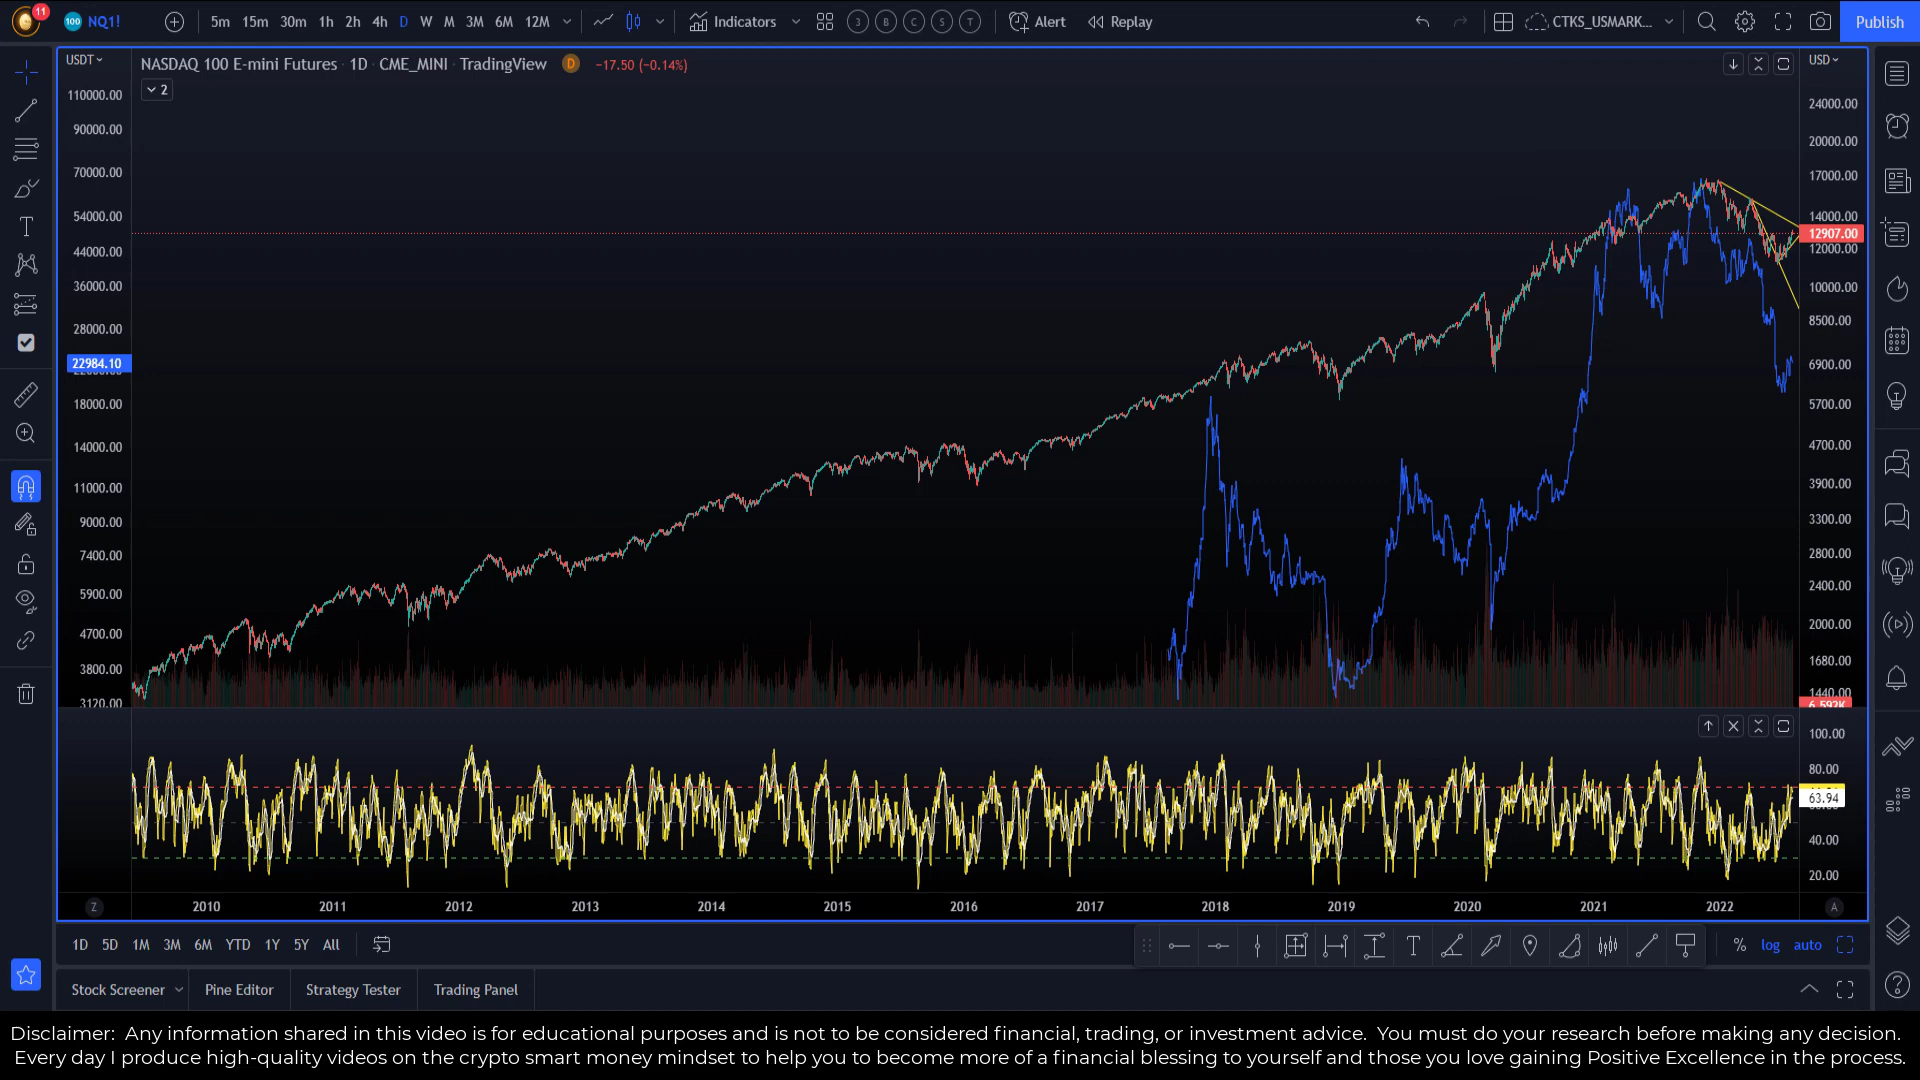 11
100 NQ1!
5m 15m 30m 1h 2h 4h D W M 3M 6M 12M
Indicators
3 B C S T
Alert
Replay
CTKS_USMARK...
Publish
USDT
NASDAQ 100 E-mini Futures · 1D · CME_MINI · TradingView D −17.50 (−0.14%)
USD
2
110000.00
90000.00
70000.00
54000.00
44000.00
36000.00
28000.00
22984.10
18000.00
14000.00
11000.00
9000.00
7400.00
5900.00
4700.00
3800.00
3120.00
24000.00
20000.00
17000.00
14000.00
12907.00
12000.00
10000.00
8500.00
6900.00
5700.00
4700.00
3900.00
3300.00
2800.00
2400.00
2000.00
1680.00
1440.00
6.592K
100.00
80.00
63.94
40.00
20.00
Z 2010 2011 2012 2013 2014 2015 2016 2017 2018 2019 2020 2021 2022 A
1D 5D 1M 3M 6M YTD 1Y 5Y All
T
% log auto
Stock Screener Pine Editor Strategy Tester Trading Panel
Disclaimer: Any information shared in this video is for educational purposes and is not to be considered financial, trading, or investment advice. You must do your research before making any decision.
Every day I produce high-quality videos on the crypto smart money mindset to help you to become more of a financial blessing to yourself and those you love gaining Positive Excellence in the process.